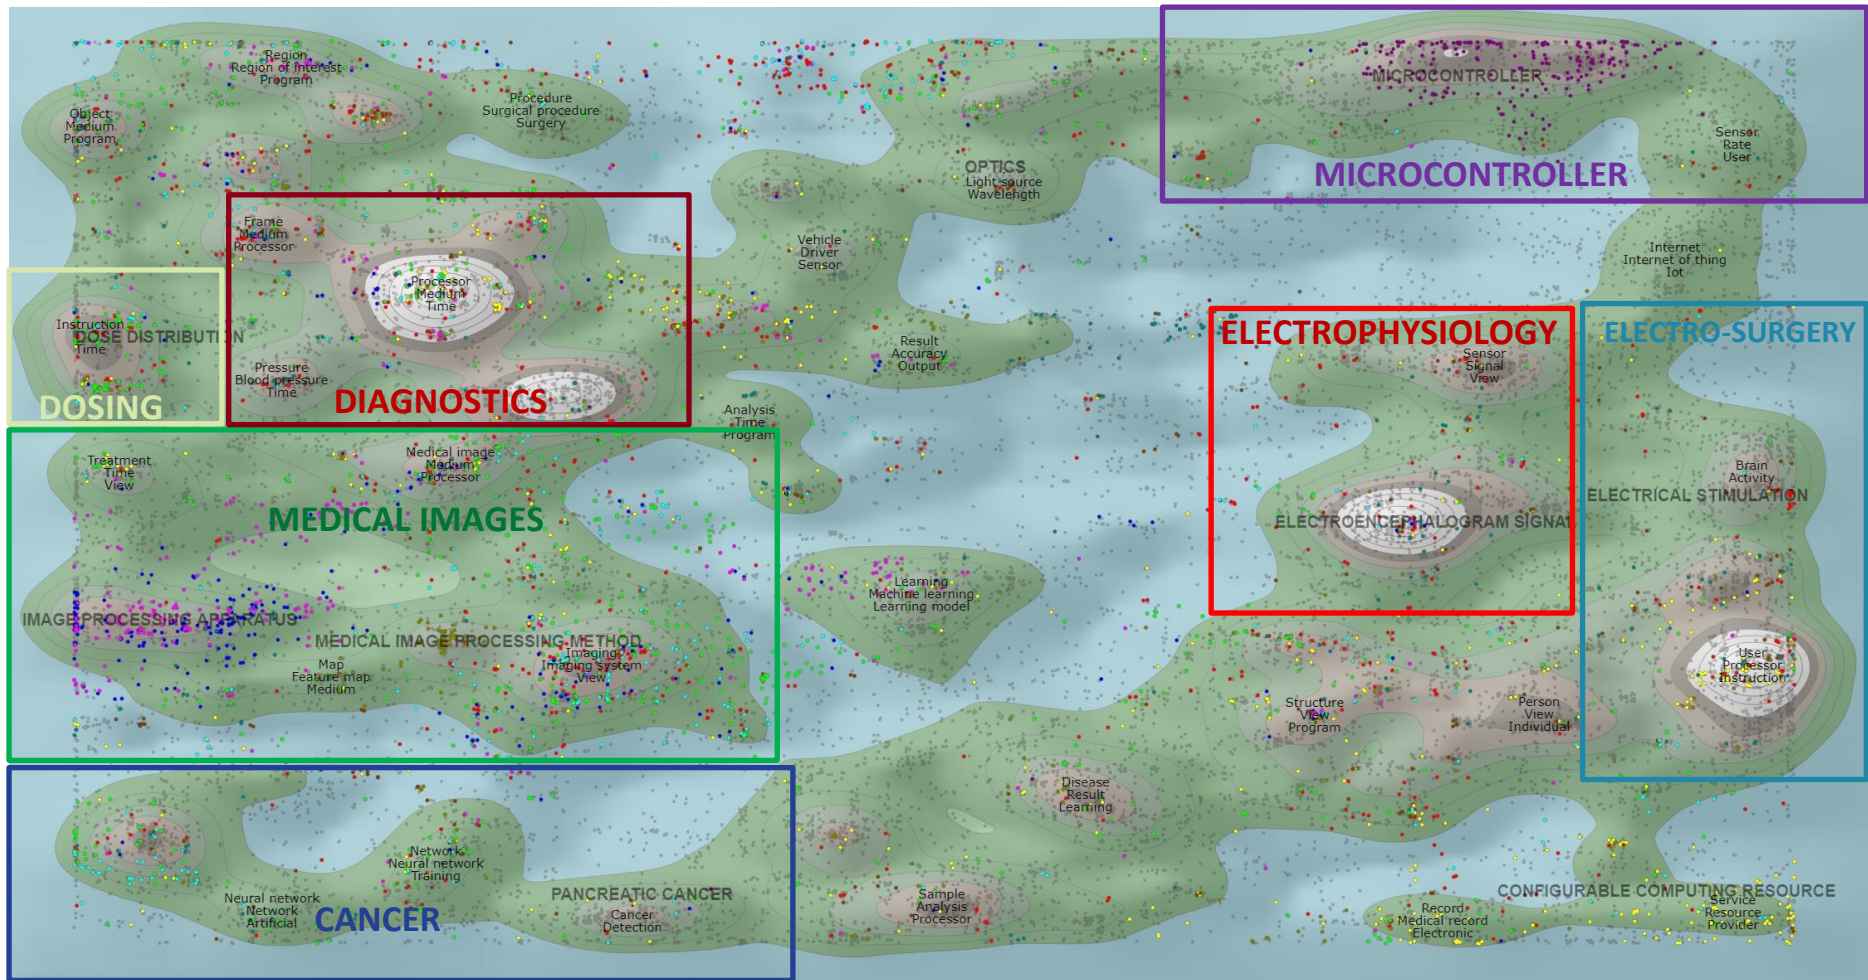 Region
Region of interest
Program
Object
Medium
Program
Procedure
Surgical procedure
Surgery
MICROCONTROLLER
Sensor
Rate
User
MICROCONTROLLER
OPTICS
Light source
Wavelength
Frame
Medium
Processor
Vehicle
Driver
Sensor
Internet
Internet of thing
Iot
Processor
Medium
Time
Instruction
DOSE DISTRIBUTION
Time
DOSING
Pressure
Blood pressure
Time
DIAGNOSTICS
Result
Accuracy
Output
ELECTROPHYSIOLOGY
Sensor
Signal
View
ELECTRO-SURGERY
Analysis
Time
Program
Treatment
Time
View
Medical image
Medium
Processor
MEDICAL IMAGES
Brain
Activity
ELECTRICAL STIMULATION
ELECTROENCEPHALOGRAM SIGNAL
Learning
Machine learning
Learning model
IMAGE PROCESSING APPARATUS
MEDICAL IMAGE PROCESSING METHOD
Imaging
Imaging system
View
Map
Feature map
Medium
User
Processor
Instruction
Structure
View
Program
Person
View
Individual
Disease
Result
Learning
Network
Neural network
Training
Neural network
Network
Artificial
CANCER
PANCREATIC CANCER
Cancer
Detection
Sample
Analysis
Processor
CONFIGURABLE COMPUTING RESOURCE
Record
Medical record
Electronic
Service
Resource
Provider